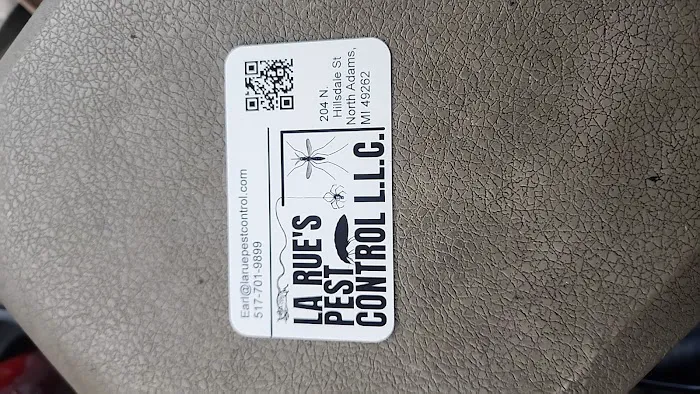 Earl@laruepestcontrol.com
517-701-9899
LA RUE'S
PEST
CONTROL L.L.C.
204 N.
Hillsdale St
North Adams,
MI 49262